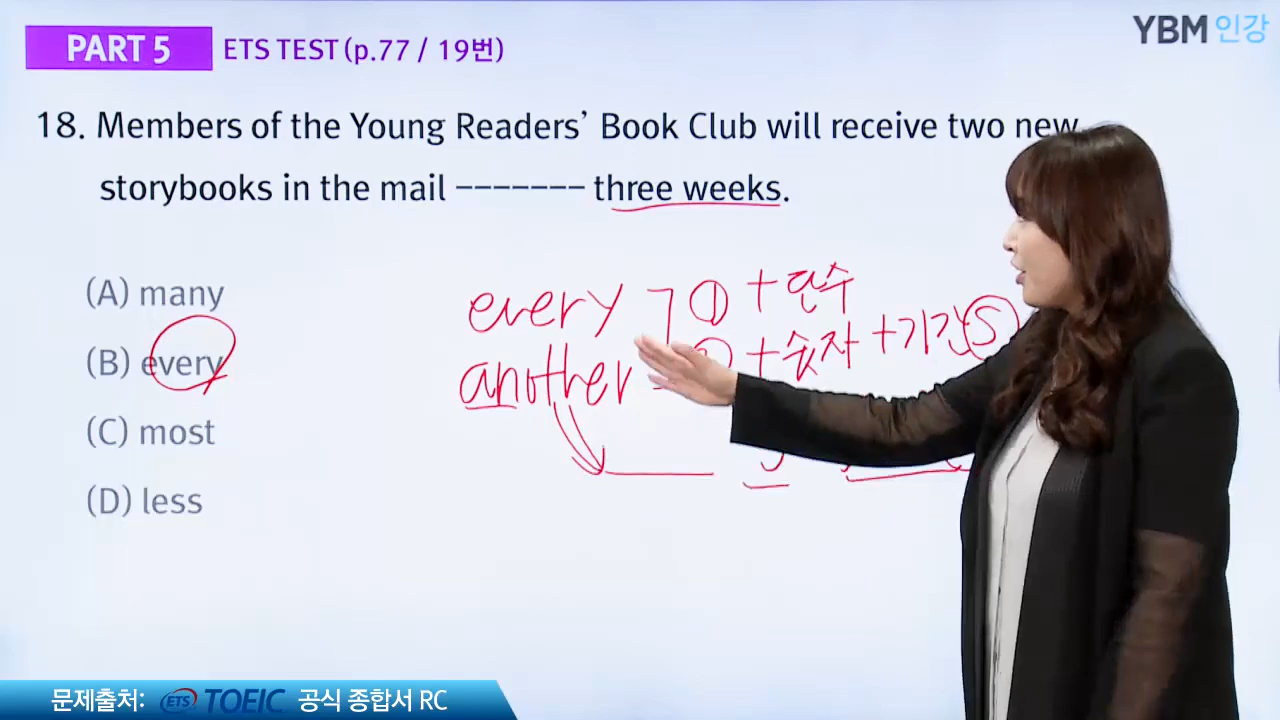 YBM 인강
PART 5 ETS TEST (p.77 / 19번)
18. Members of the Young Readers’ Book Club will receive two new
storybooks in the mail ------- three weeks.
(A) many
(B) every
(C) most
(D) less
every ① + 단수
another + 숫자 + 기간ⓢ
문제출처: ETS TOEIC 공식 종합서 RC